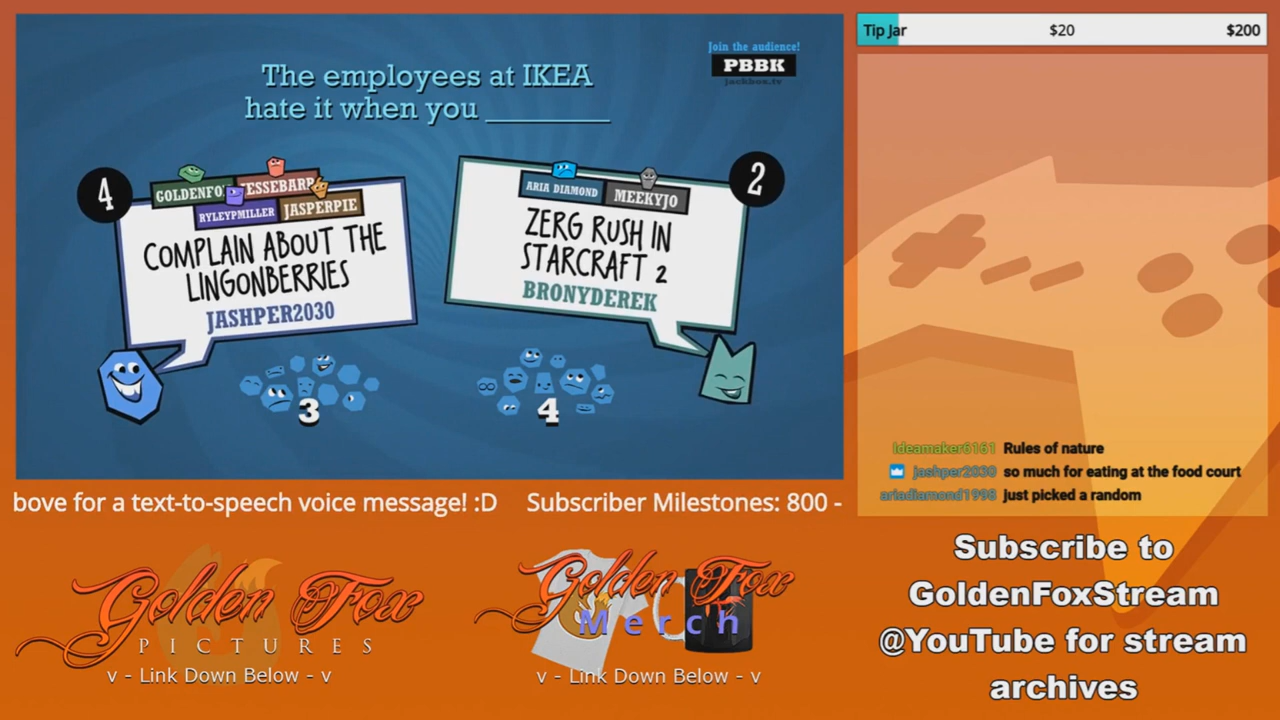 Join the audience!
PBBK
jackbox.tv
The employees at IKEA
hate it when you ________
4
GOLDENFO
JESSEBARP
RYLEYPMILLER
JASPERPIE
COMPLAIN ABOUT THE
LINGONBERRIES
JASHPER2030
3
2
ARIA DIAMOND
MEEKYJO
ZERG RUSH IN
STARCRAFT 2
BRONYDEREK
4
Tip Jar $20 $200
Ideamaker6161 Rules of nature
jashper2030 so much for eating at the food court
ariadiamond1998 just picked a random
bove for a text-to-speech voice message! :D Subscriber Milestones: 800 -
Golden Fox
PICTURES
v - Link Down Below - v
Golden Fox
Merch
v - Link Down Below - v
Subscribe to
GoldenFoxStream
@YouTube for stream
archives